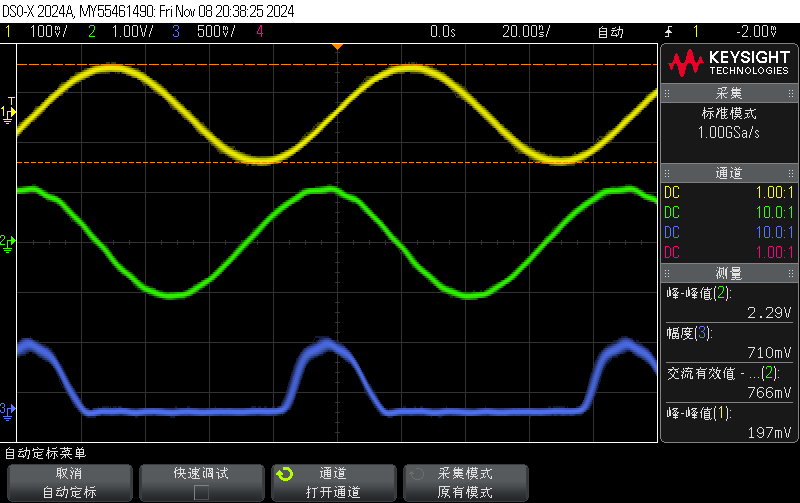 DSO-X 2024A, MY55461490: Fri Nov 08 20:38:25 2024
1 100mV/ 2 1.00V/ 3 500mV/ 4 0.0s 20.00ns/ 自动 1 -2.00mV
KEYSIGHT
TECHNOLOGIES
采集
标准模式
1.00GSa/s
通道
DC 1.00:1
DC 10.0:1
DC 10.0:1
DC 1.00:1
测量
峰-峰值(2):
2.29V
幅度(3):
710mV
交流有效值 - ...(2):
766mV
峰-峰值(1):
197mV
T
1
2
3
自动定标菜单
取消
自动定标
快速调试
通道
打开通道
采集模式
原有模式